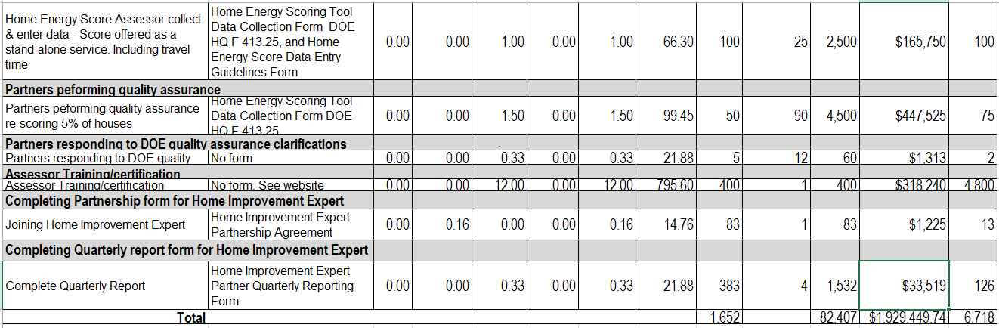 Home Energy Score Assessor collect & enter data - Score offered as a stand-alone service. Including travel time Home Energy Scoring Tool Data Collection Form DOE HQ F 413.25, and Home Energy Score Data Entry Guidelines Form 0.00 0.00 1.00 0.00 1.00 66.30 100 25 2,500 $165,750 100
Partners peforming quality assurance
Partners peforming quality assurance re-scoring 5% of houses Home Energy Scoring Tool Data Collection Form DOE HQ F 413.25 0.00 0.00 1.50 0.00 1.50 99.45 50 90 4,500 $447,525 75
Partners responding to DOE quality assurance clarifications
Partners responding to DOE quality No form 0.00 0.00 0.33 0.00 0.33 21.88 5 12 60 $1,313 2
Assessor Training/certification
Assessor Training/certification No form. See website 0.00 0.00 12.00 0.00 12.00 795.60 400 1 400 $318,240 4,800
Completing Partnership form for Home Improvement Expert
Joining Home Improvement Expert Home Improvement Expert Partnership Agreement 0.00 0.16 0.00 0.00 0.16 14.76 83 1 83 $1,225 13
Completing Quarterly report form for Home Improvement Expert
Complete Quarterly Report Home Improvement Expert Partner Quarterly Reporting Form 0.00 0.00 0.33 0.00 0.33 21.88 383 4 1,532 $33,519 126
Total 1,652 82,407 $1,929,449.74 6,718